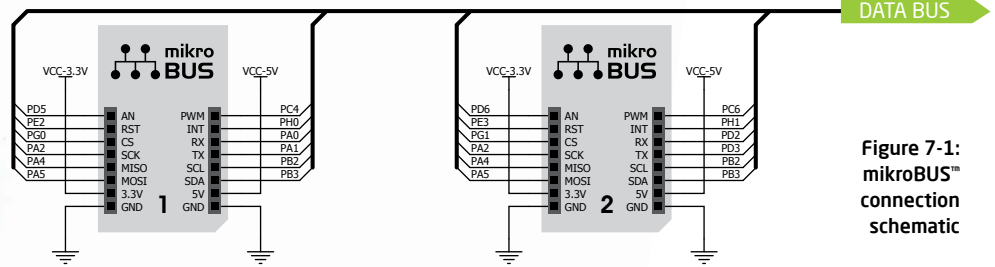 DATA BUS
mikro
BUS
VCC-3.3V
VCC-5V
PD5
PE2
PG0
PA2
PA4
PA5
AN
RST
CS
SCK
MISO
MOSI
3.3V
GND
1
PWM
INT
RX
TX
SCL
SDA
5V
GND
PC4
PH0
PA0
PA1
PB2
PB3
mikro
BUS
VCC-3.3V
VCC-5V
PD6
PE3
PG1
PA2
PA4
PA5
AN
RST
CS
SCK
MISO
MOSI
3.3V
GND
2
PWM
INT
RX
TX
SCL
SDA
5V
GND
PC6
PH1
PD2
PD3
PB2
PB3
Figure 7-1:
mikroBUS™
connection
schematic